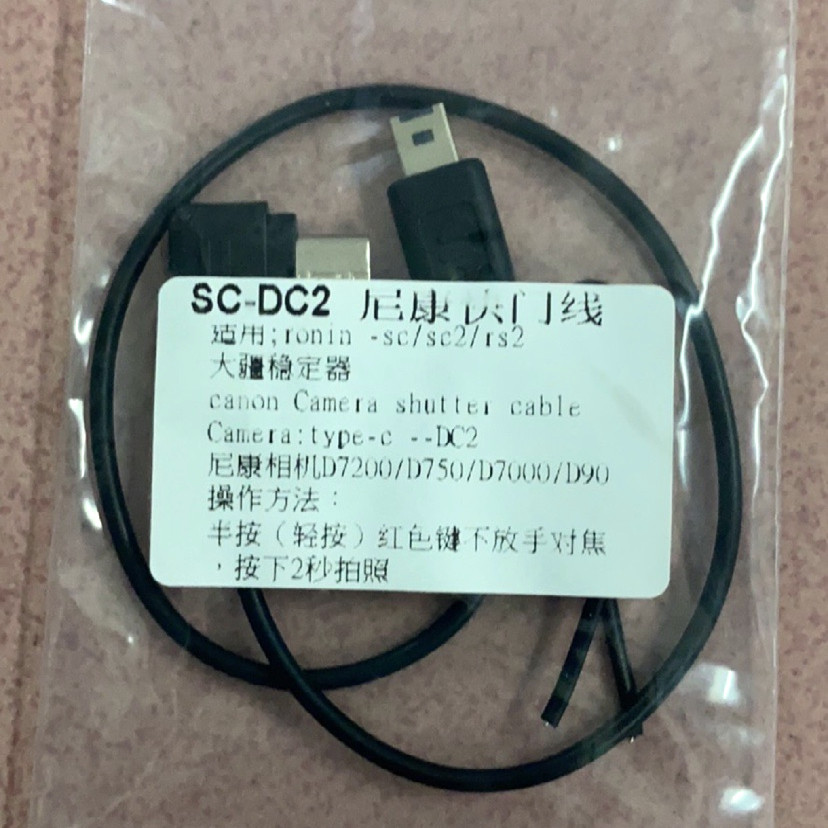 SC-DC2 尼康快门线
适用;ronin -sc/sc2/rs2
大疆稳定器
canon Camera shutter cable
Camera:type-c --DC2
尼康相机D7200/D750/D7000/D90
操作方法：
半按（轻按）红色键不放手对焦
，按下2秒拍照